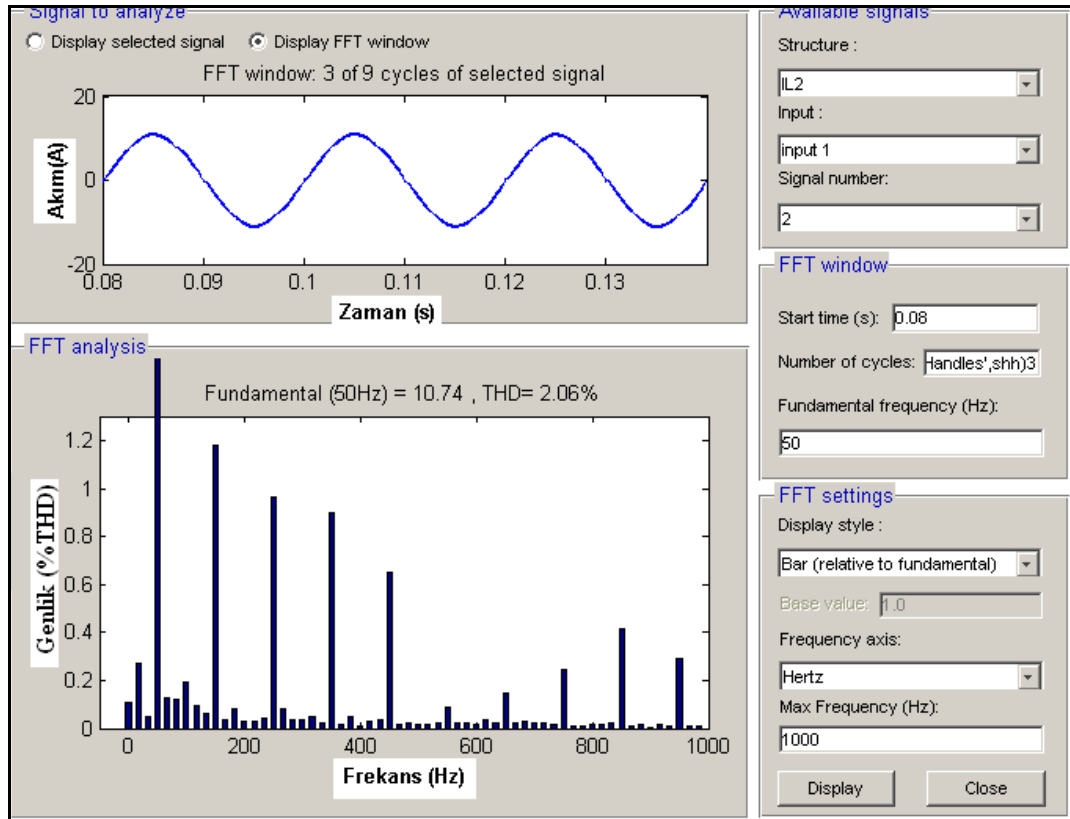 Signal to analyze
Display selected signal
Display FFT window
FFT window: 3 of 9 cycles of selected signal
20
0
-20
Akım(A)
0.08
0.09
0.1
0.11
0.12
0.13
Zaman (s)
FFT analysis
Fundamental (50Hz) = 10.74 , THD= 2.06%
1.2
1
0.8
0.6
0.4
0.2
0
Genlik (%THD)
0
200
400
600
800
1000
Frekans (Hz)
Available signals
Structure :
IL2
Input :
input 1
Signal number:
2
FFT window
Start time (s): 0.08
Number of cycles: Handles',shh)3
Fundamental frequency (Hz):
50
FFT settings
Display style :
Bar (relative to fundamental)
Base value: 1.0
Frequency axis:
Hertz
Max Frequency (Hz):
1000
Display
Close